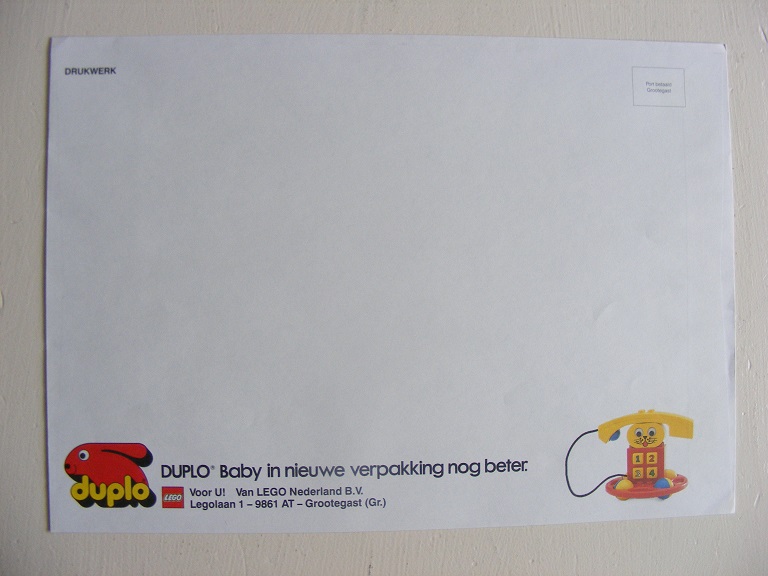 DRUKWERK
Port betaald
Grootegast
duplo
DUPLO® Baby in nieuwe verpakking nog beter.
LEGO
Voor U! Van LEGO Nederland B.V.
Legolaan 1 – 9861 AT – Grootegast (Gr.)
1 2
3 4